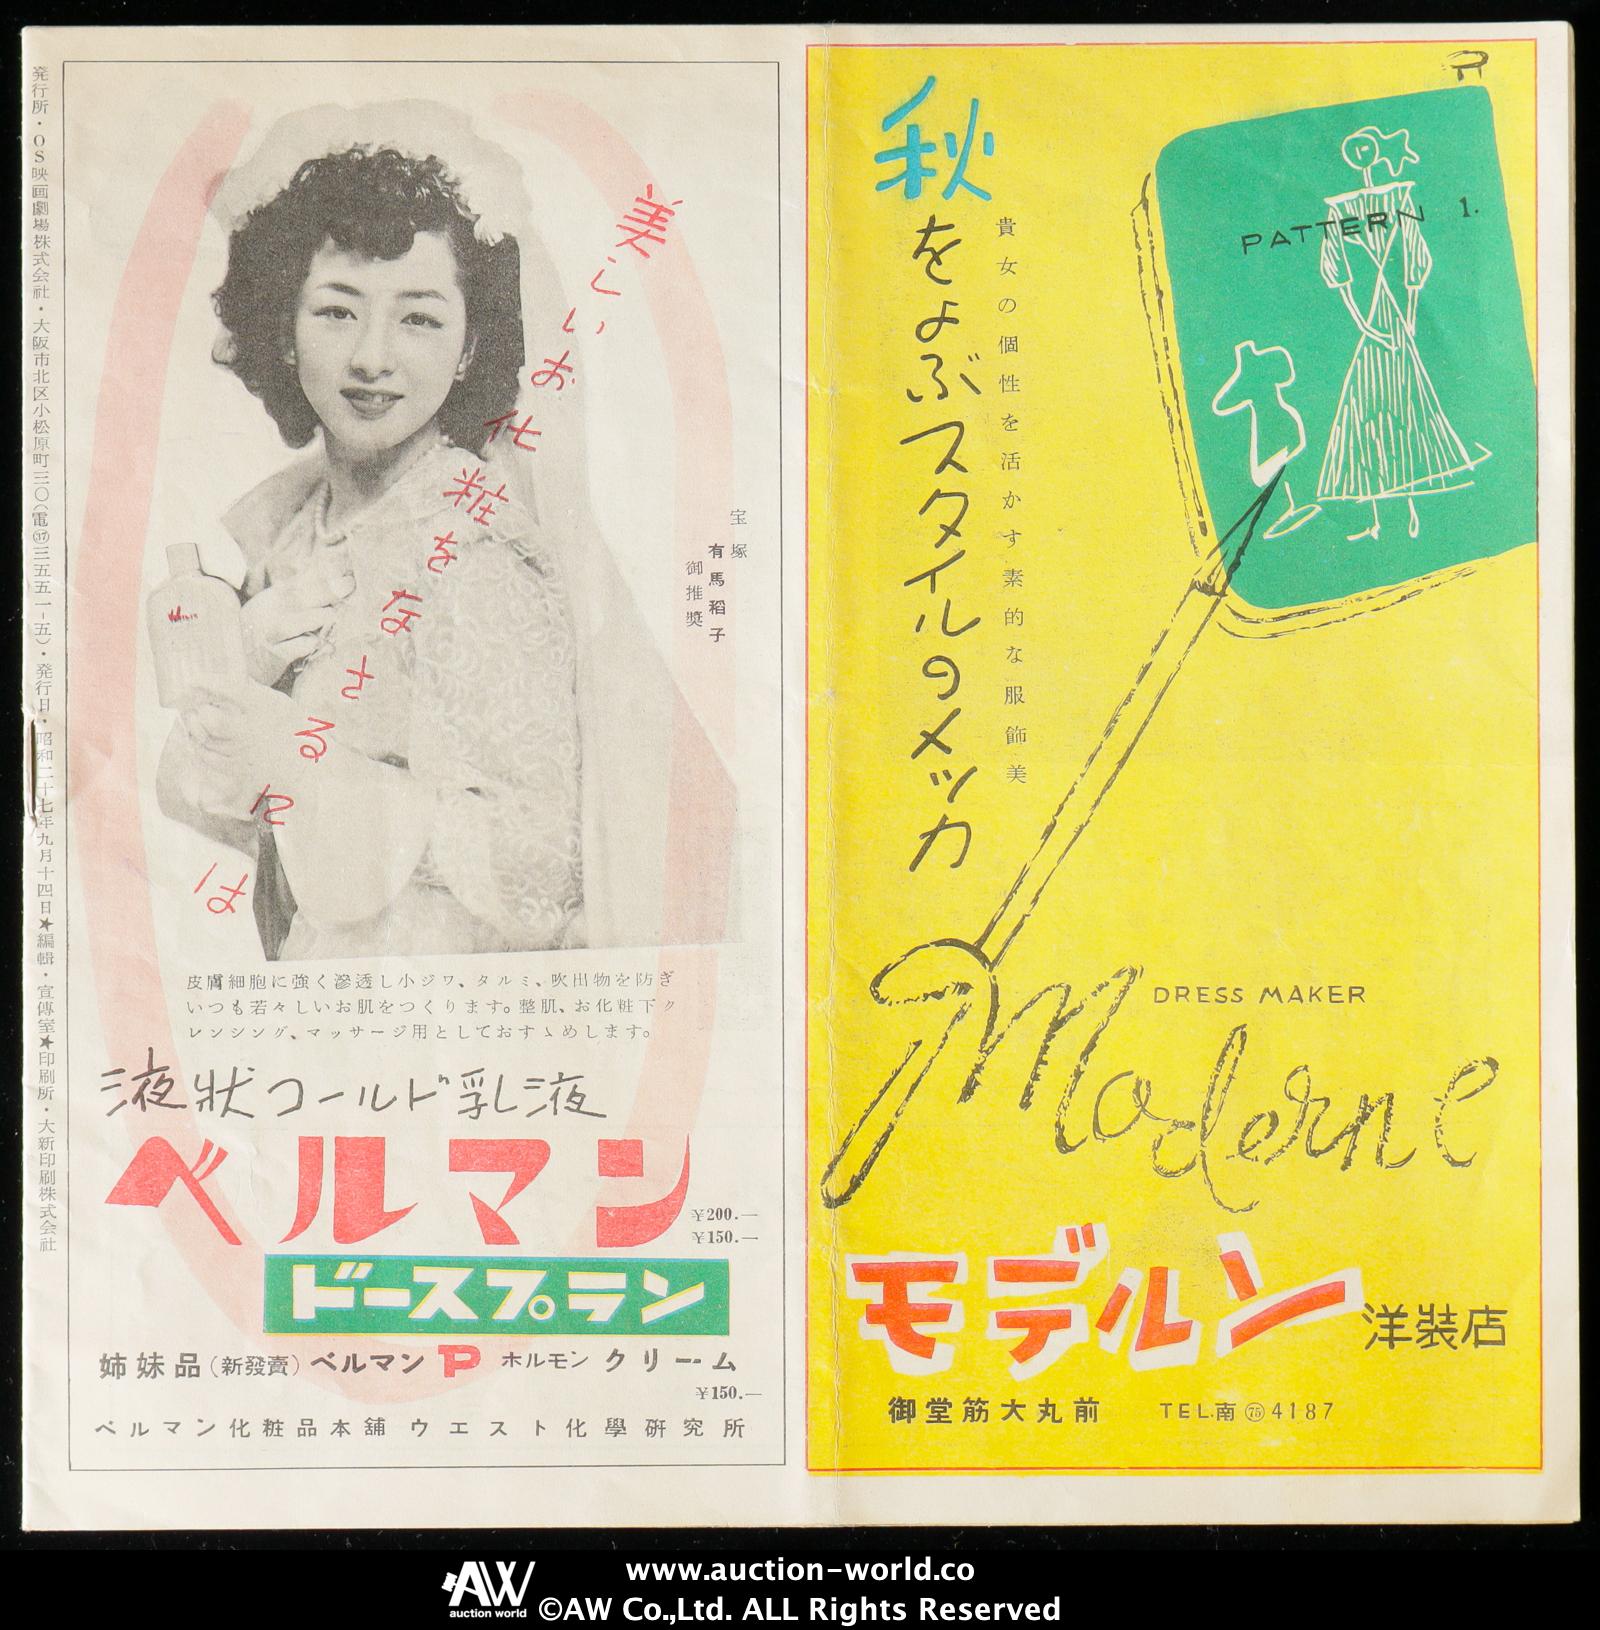 発行所・OS映画劇場株式会社・大阪市北区小松原町三〇(電㊲三五五一-五)・発行日・昭和二十七年九月十四日★編輯・宣傳室★印刷所・大新印刷株式会社
美しいお化粧をなさるには
宝塚
有馬稻子
御推奬
皮膚細胞に強く滲透し小ジワ、タルミ、吹出物を防ぎ
いつも若々しいお肌をつくります。整肌、お化粧下ク
レンシング、マッサージ用としておすゝめします。
液狀コールド乳液
ベルマン
¥200.—
¥150.—
ドースプラン
姉妹品(新發賣)ベルマンP ホルモン クリーム
¥150.—
ベルマン化粧品本舗 ウエスト化學研究所
秋をよぶスタイルのメッカ
貴女の個性を活かす素的な服飾美
PATTERN 1.
DRESS MAKER
Moderne
モデルン洋装店
御堂筋大丸前 TEL.南㊆4187
AW
auction world
www.auction-world.co
©AW Co.,Ltd. ALL Rights Reserved